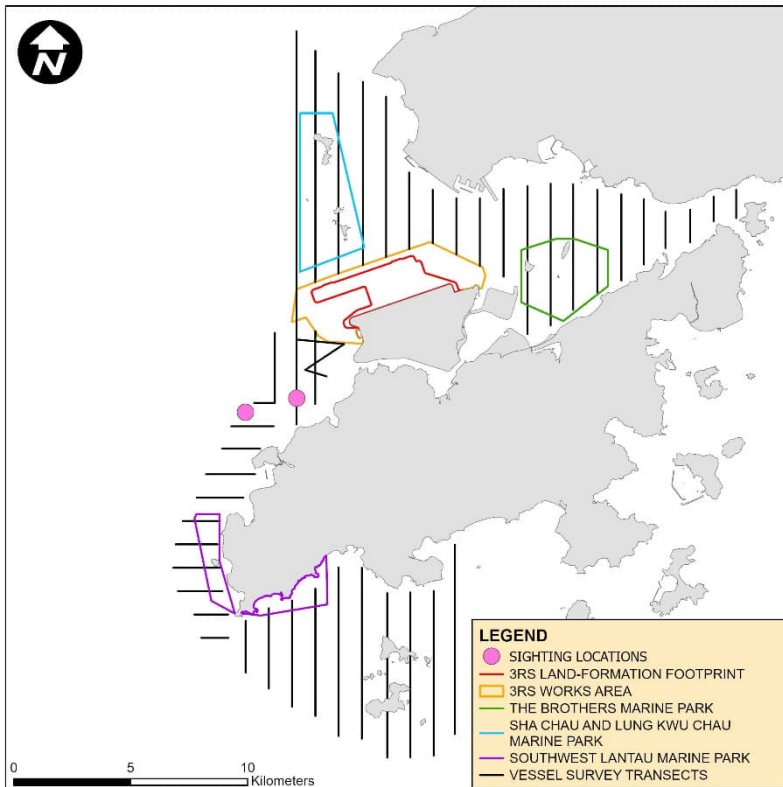 N
LEGEND
SIGHTING LOCATIONS
3RS LAND-FORMATION FOOTPRINT
3RS WORKS AREA
THE BROTHERS MARINE PARK
SHA CHAU AND LUNG KWU CHAU
MARINE PARK
SOUTHWEST LANTAU MARINE PARK
VESSEL SURVEY TRANSECTS
0 5 10
Kilometers